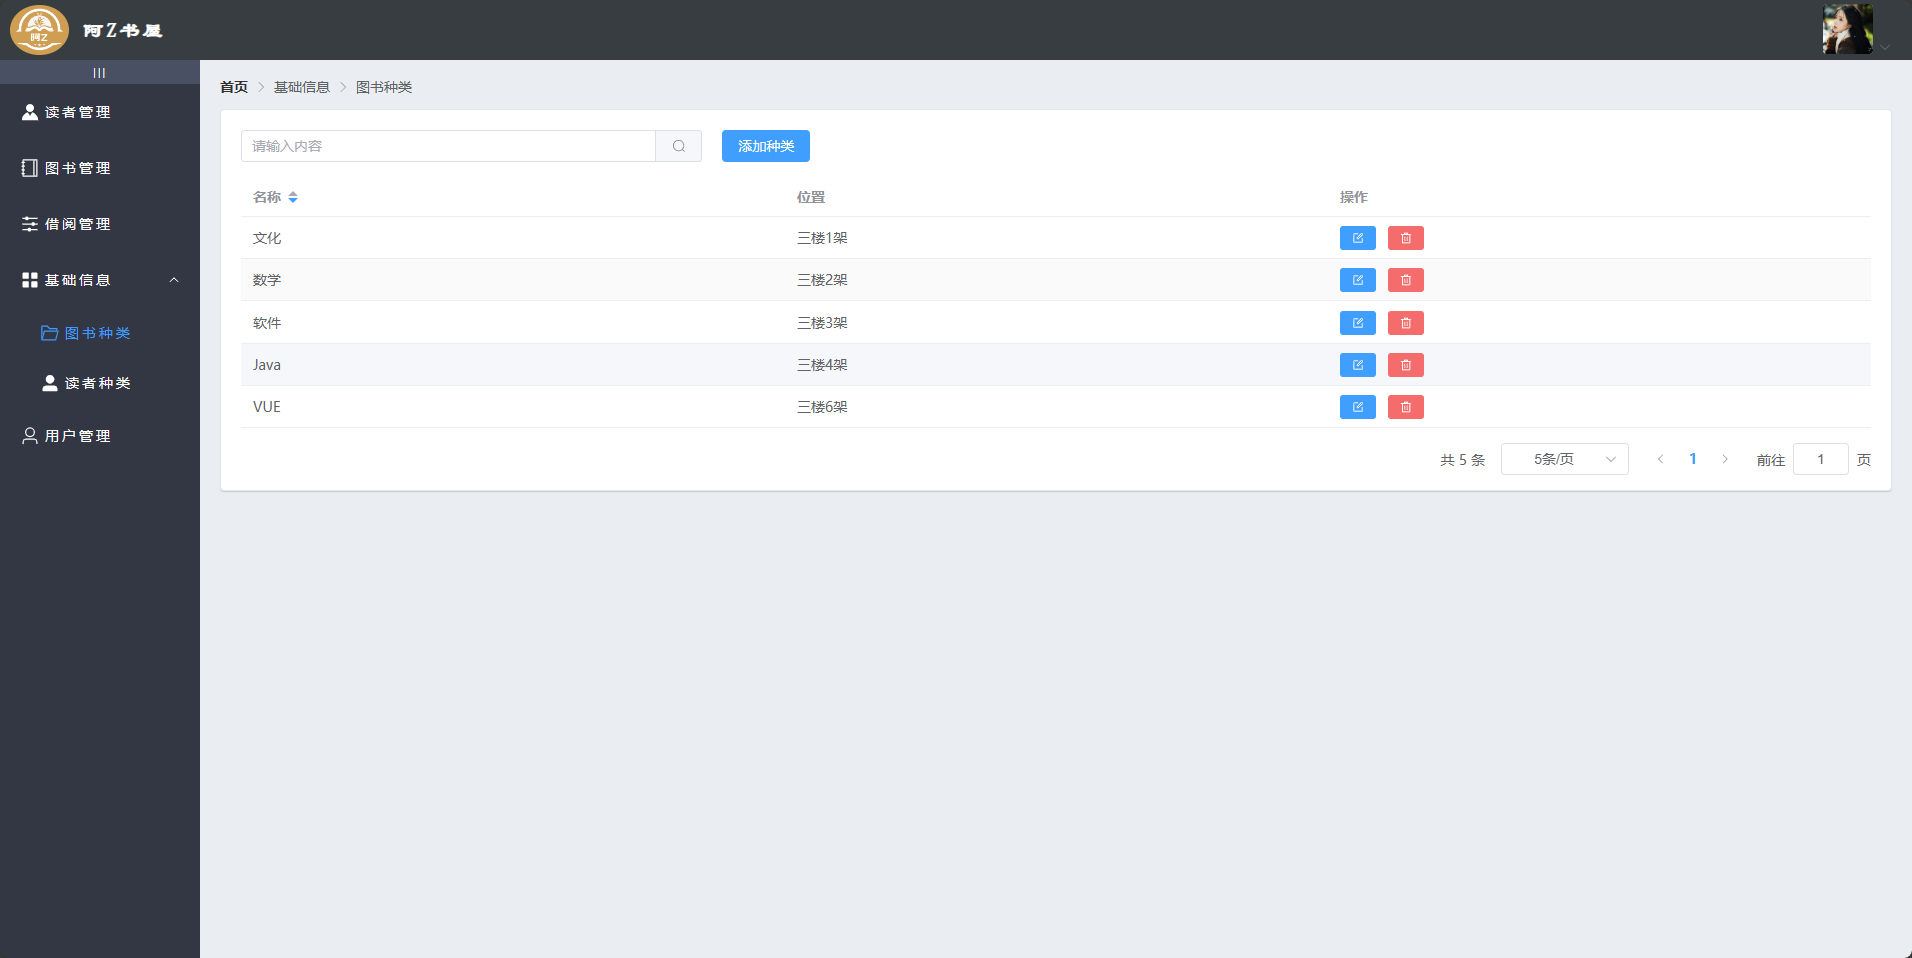 阿Z
阿Z书屋
|||
读者管理
图书管理
借阅管理
基础信息
图书种类
读者种类
用户管理
首页 > 基础信息 > 图书种类
请输入内容
添加种类
名称 位置 操作
文化 三楼1架
数学 三楼2架
软件 三楼3架
Java 三楼4架
VUE 三楼6架
共 5 条 5条/页 < 1 > 前往 1 页